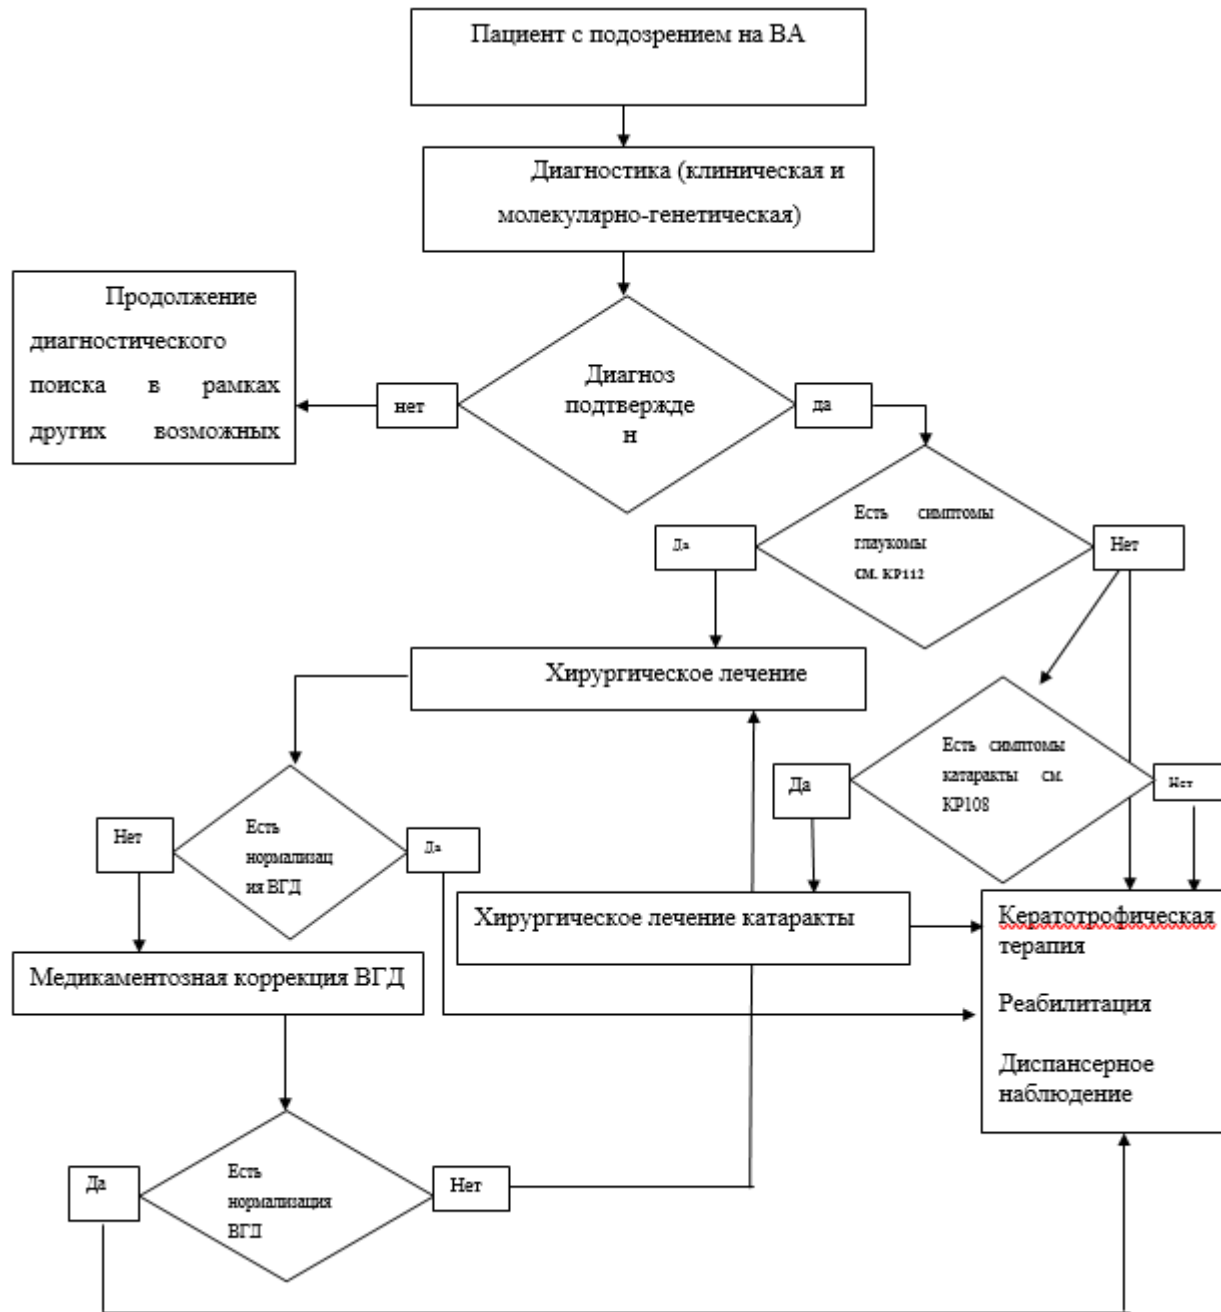 Пациент с подозрением на ВА
Диагностика (клиническая и
молекулярно-генетическая)
Продолжение
диагностического
поиска в рамках
других возможных
нет
Диагноз
подтвержде
н
да
Есть симптомы
глаукомы
см. КР112
Да
Нет
Хирургическое лечение
Есть симптомы
катаракты см.
КР108
Да
Нет
Есть
нормализац
ия ВГД
Нет
Да
Хирургическое лечение катаракты
Кератотрофическая
терапия
Реабилитация
Диспансерное
наблюдение
Медикаментозная коррекция ВГД
Есть
нормализация
ВГД
Да
Нет